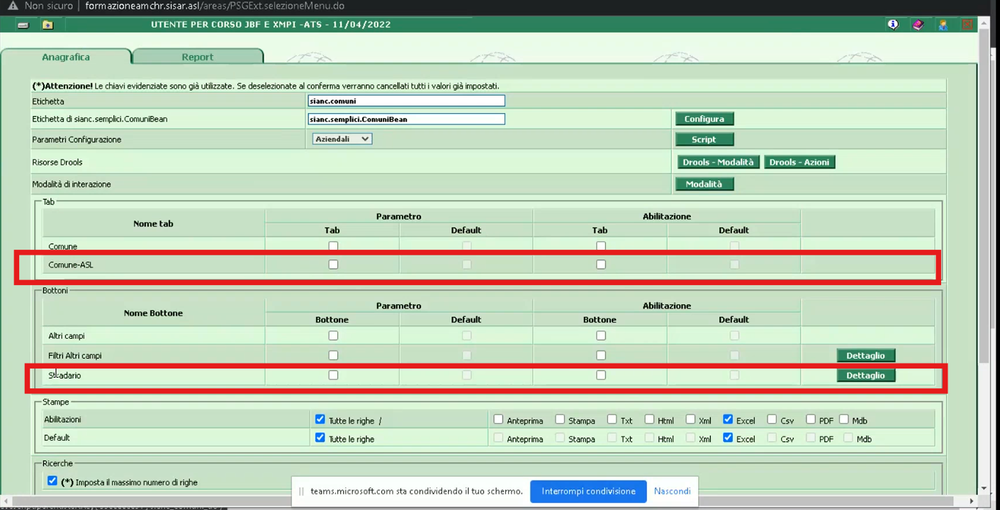 Non sicuro formazioneamchr.sisar.asl/areas/PSGExt.selezioneMenu.do
UTENTE PER CORSO JBF E XMPI -ATS - 11/04/2022
Anagrafica Report
(*)Attenzione! Le chiavi evidenziate sono già utilizzate. Se deselezionate al conferma verranno cancellati tutti i valori già impostati.
Etichetta sianc.comuni
Etichetta di sianc.semplici.ComuniBean sianc.semplici.ComuniBean Configura
Parametri Configurazione Aziendali Script
Risorse Drools Drools - Modalità Drools - Azioni
Modalità di interazione Modalità
Tab
Nome tab Parametro Abilitazione
Tab Default Tab Default
Comune
Comune-ASL
Bottoni
Nome Bottone Parametro Abilitazione
Bottone Default Bottone Default
Altri campi
Filtri Altri campi Dettaglio
Stradario Dettaglio
Stampe
Abilitazioni Tutte le righe / Anteprima Stampa Txt Html Xml Excel Csv PDF Mdb
Default Tutte le righe Anteprima Stampa Txt Html Xml Excel Csv PDF Mdb
Ricerche
(*) Imposta il massimo numero di righe
teams.microsoft.com sta condividendo il tuo schermo. Interrompi condivisione Nascondi